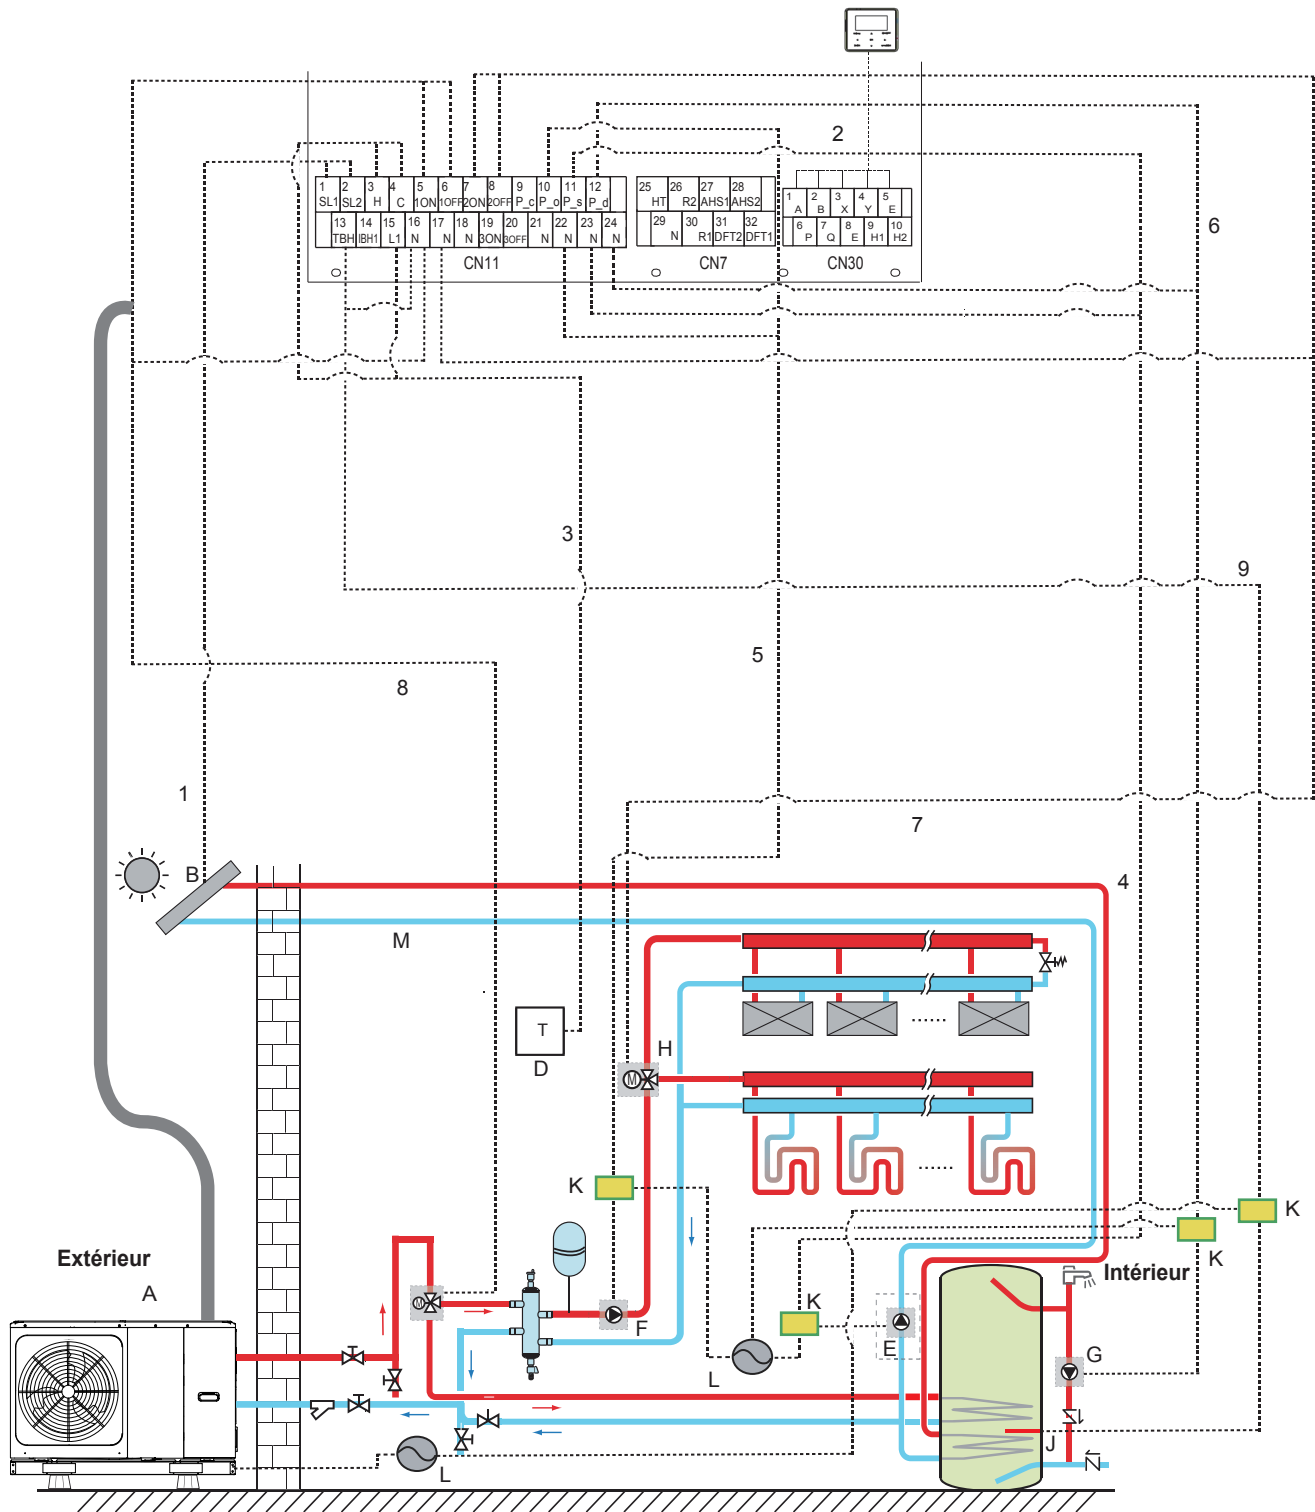 2
1 2 3 4 5 6 7 8 9 10 11 12
SL1 SL2 H C 1ON 1OFF 2ON 2OFF P_c P_o P_s P_d
13 14 15 16 17 18 19 20 21 22 23 24
TBH IBH1 L1 N N N 3ON 3OFF N N N N
CN11
25 26 27 28
HT R2 AHS1 AHS2
29 30 31 32
N R1 DFT2 DFT1
CN7
1 2 3 4 5
A B X Y E
6 7 8 9 10
P Q E H1 H2
CN30
6
3
9
5
8
1
7
B
4
M
T
D
H
M
K
K
K
Extérieur
Intérieur
A
M
K
F
E
G
L
J
L